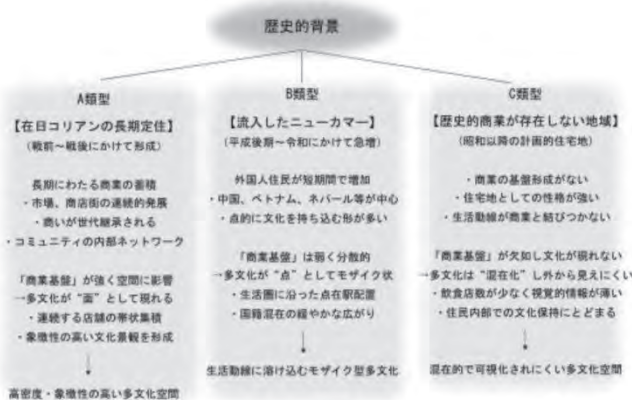 歴史的背景
A類型
【在日コリアンの長期定住】
（戦前～戦後にかけて形成）
長期にわたる商業の蓄積
・市場、商店街の連続的発展
・商いが世代継承される
・コミュニティの内部ネットワーク
「商業基盤」が強く空間に影響
→多文化が“面”として現れる
・連続する店舗の帯状集積
・象徴性の高い文化景観を形成
高密度・象徴性の高い多文化空間
B類型
【流入したニューカマー】
（平成後期～令和にかけて急増）
外国人住民が短期間で増加
・中国、ベトナム、ネパール等が中心
・点的に文化を持ち込む形が多い
「商業基盤」は弱く分散的
→多文化が“点”としてモザイク状
・生活圏に沿った点在駅配置
・国籍混在の緩やかな広がり
生活動線に溶け込むモザイク型多文化
C類型
【歴史的商業が存在しない地域】
（昭和以降の計画的住宅地）
・商業の基盤形成がない
・住宅地としての性格が強い
・生活動線が商業と結びつかない
「商業基盤」が欠如し文化が現れない
→多文化は“混在化”し外から見えにくい
・飲食店数が少なく視覚的情報が薄い
・住民内部での文化保持にとどまる
混在的で可視化されにくい多文化空間